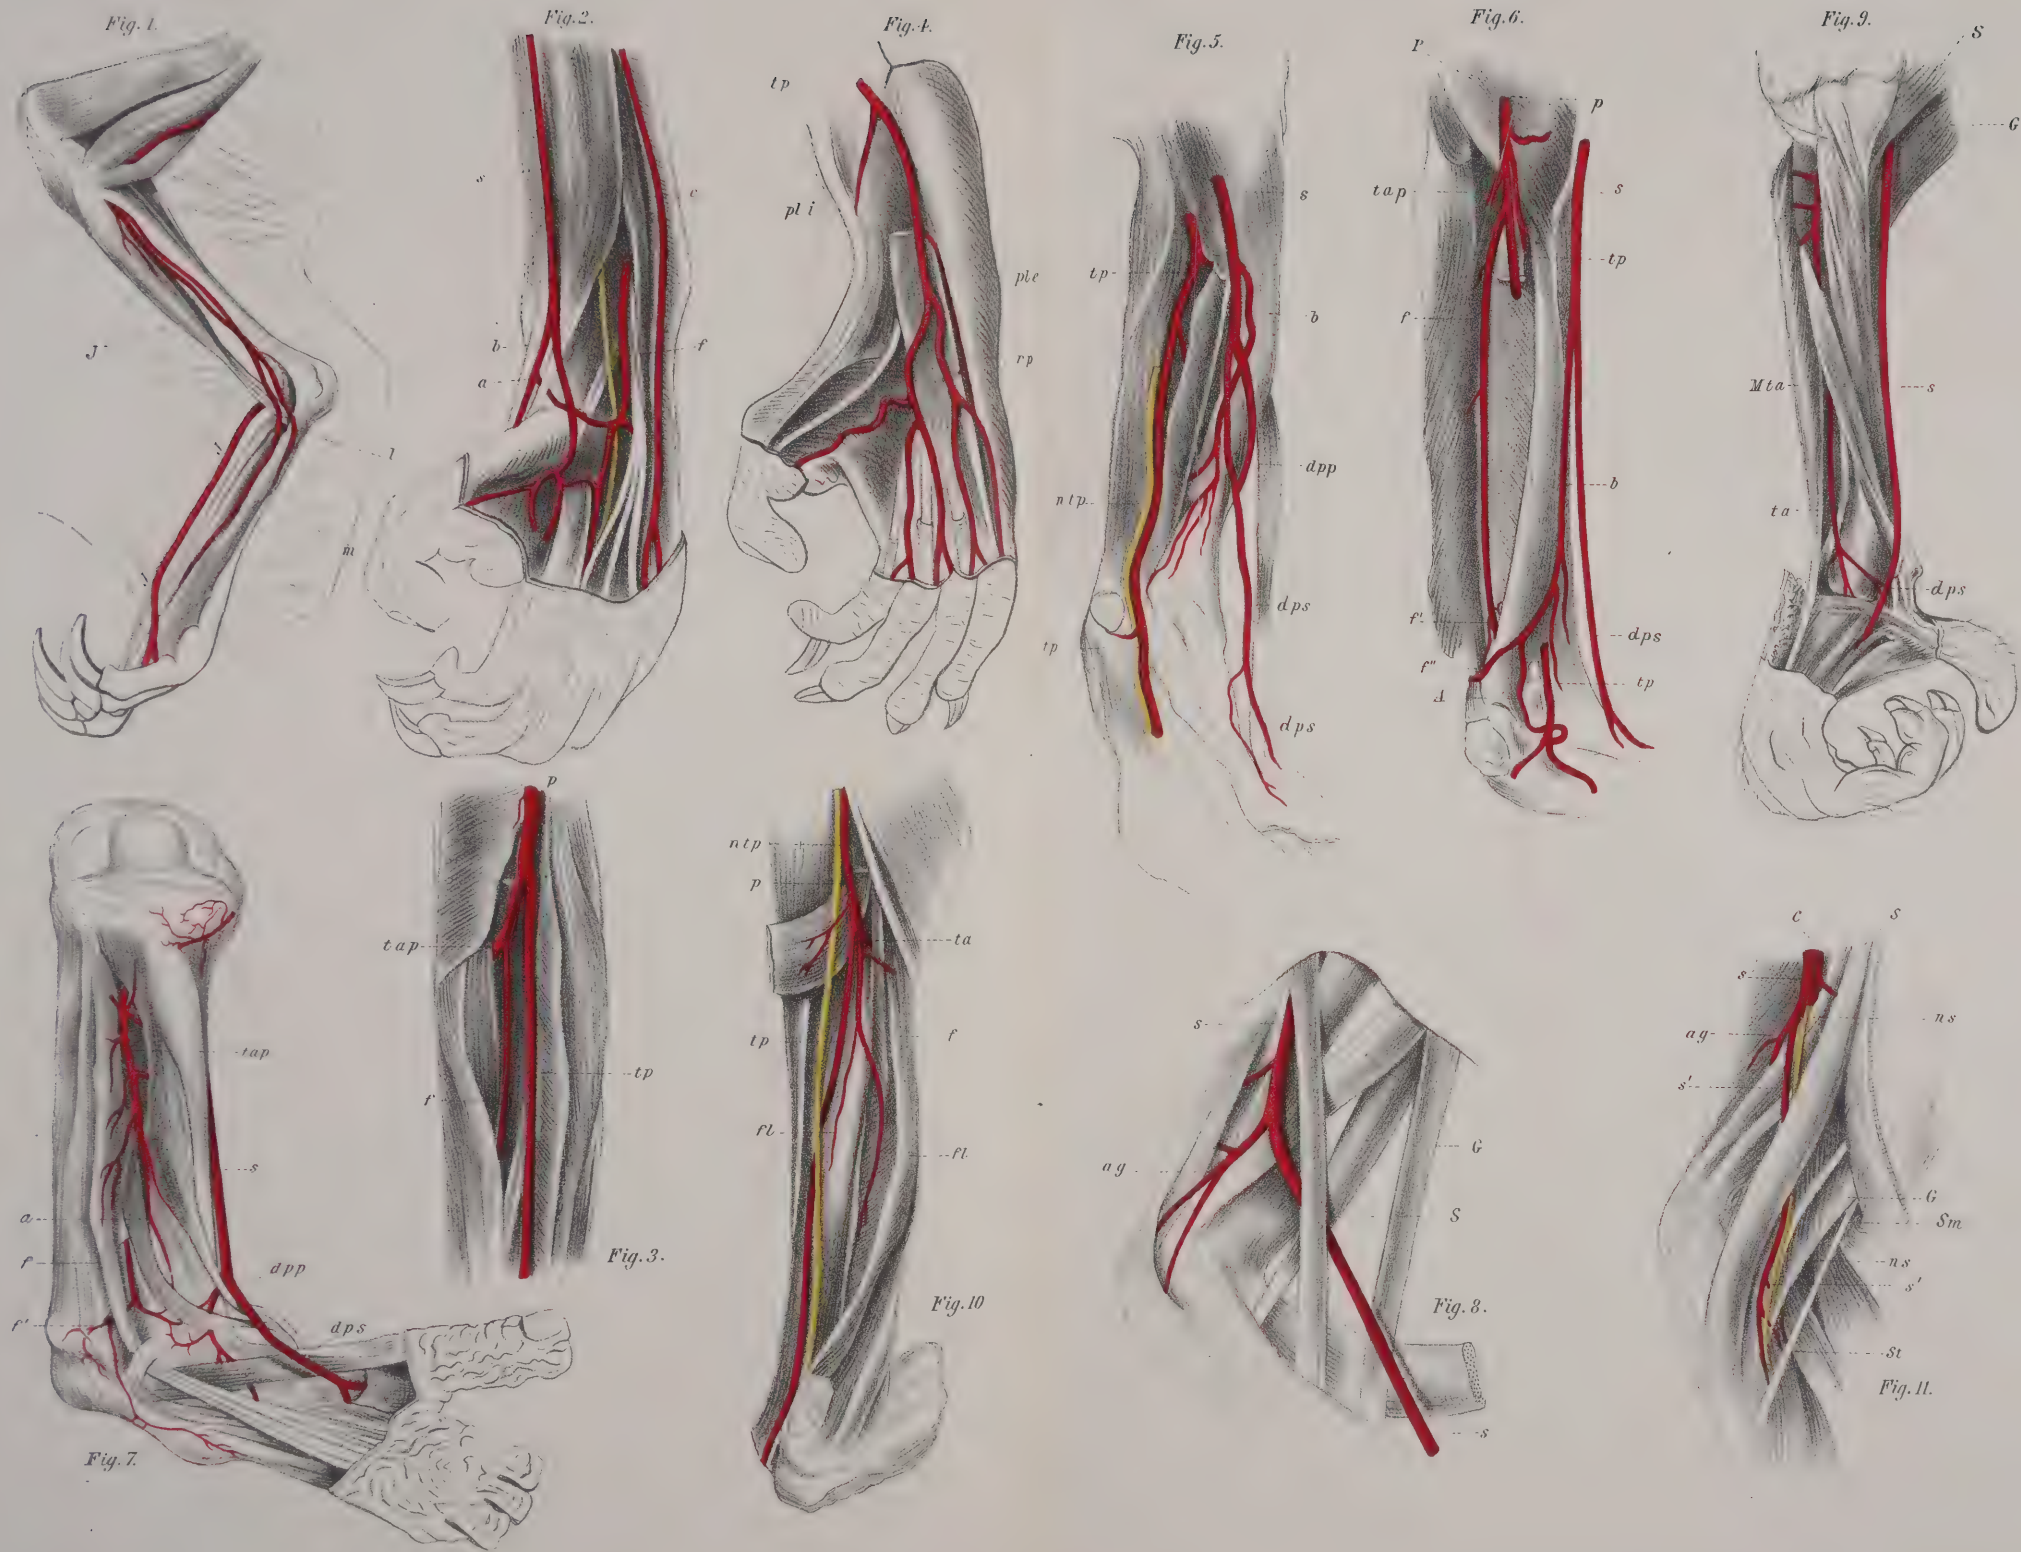 Fig. 1.
J
l
m
Fig. 2.
s
c
b
f
a
Fig. 4.
tp
pl i
ple
rp
Fig. 5.
s
tp
b
dpp
ntp
dps
tp
dps
Fig. 6.
P
p
tap
s
tp
f
b
f'
dps
f"
tp
A
Fig. 9.
S
G
Mta
s
ta
dps
tap
s
a
f
dpp
f'
dps
Fig. 7.
p
tap
tp
f
Fig. 3.
ntp
p
ta
tp
f
fl
fl
Fig. 10
s
G
ag
S
Fig. 8.
s
c
s
s
ns
ag
s'
G
Sm
ns
s'
St
Fig. 11.